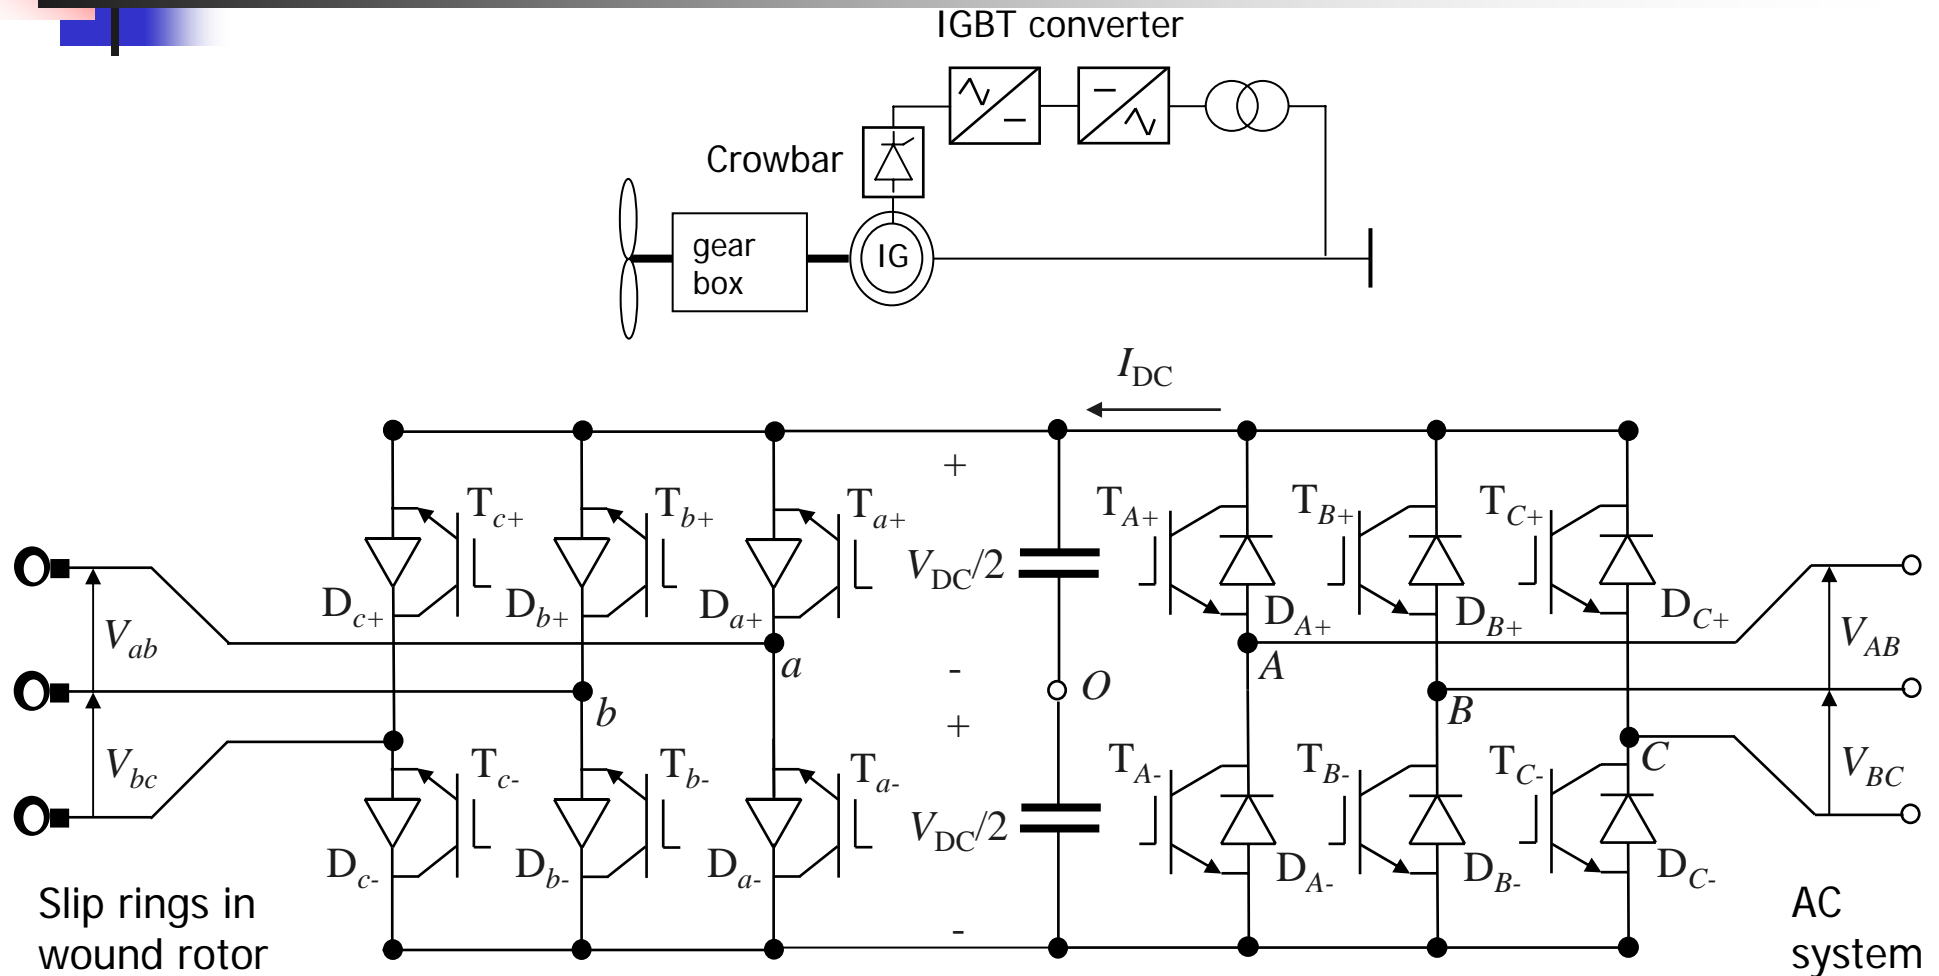 IGBT converter
Crowbar
gear
box
IG
I_DC
+
T_c+
T_b+
T_a+
T_A+
T_B+
T_C+
V_DC/2
D_c+
D_b+
D_a+
D_A+
D_B+
D_C+
V_ab
V_AB
a
-
O
A
b
+
B
V_bc
T_c-
T_b-
T_a-
T_A-
T_B-
T_C-
C
V_BC
V_DC/2
D_c-
D_b-
D_a-
D_A-
D_B-
D_C-
-
Slip rings in
wound rotor
AC
system